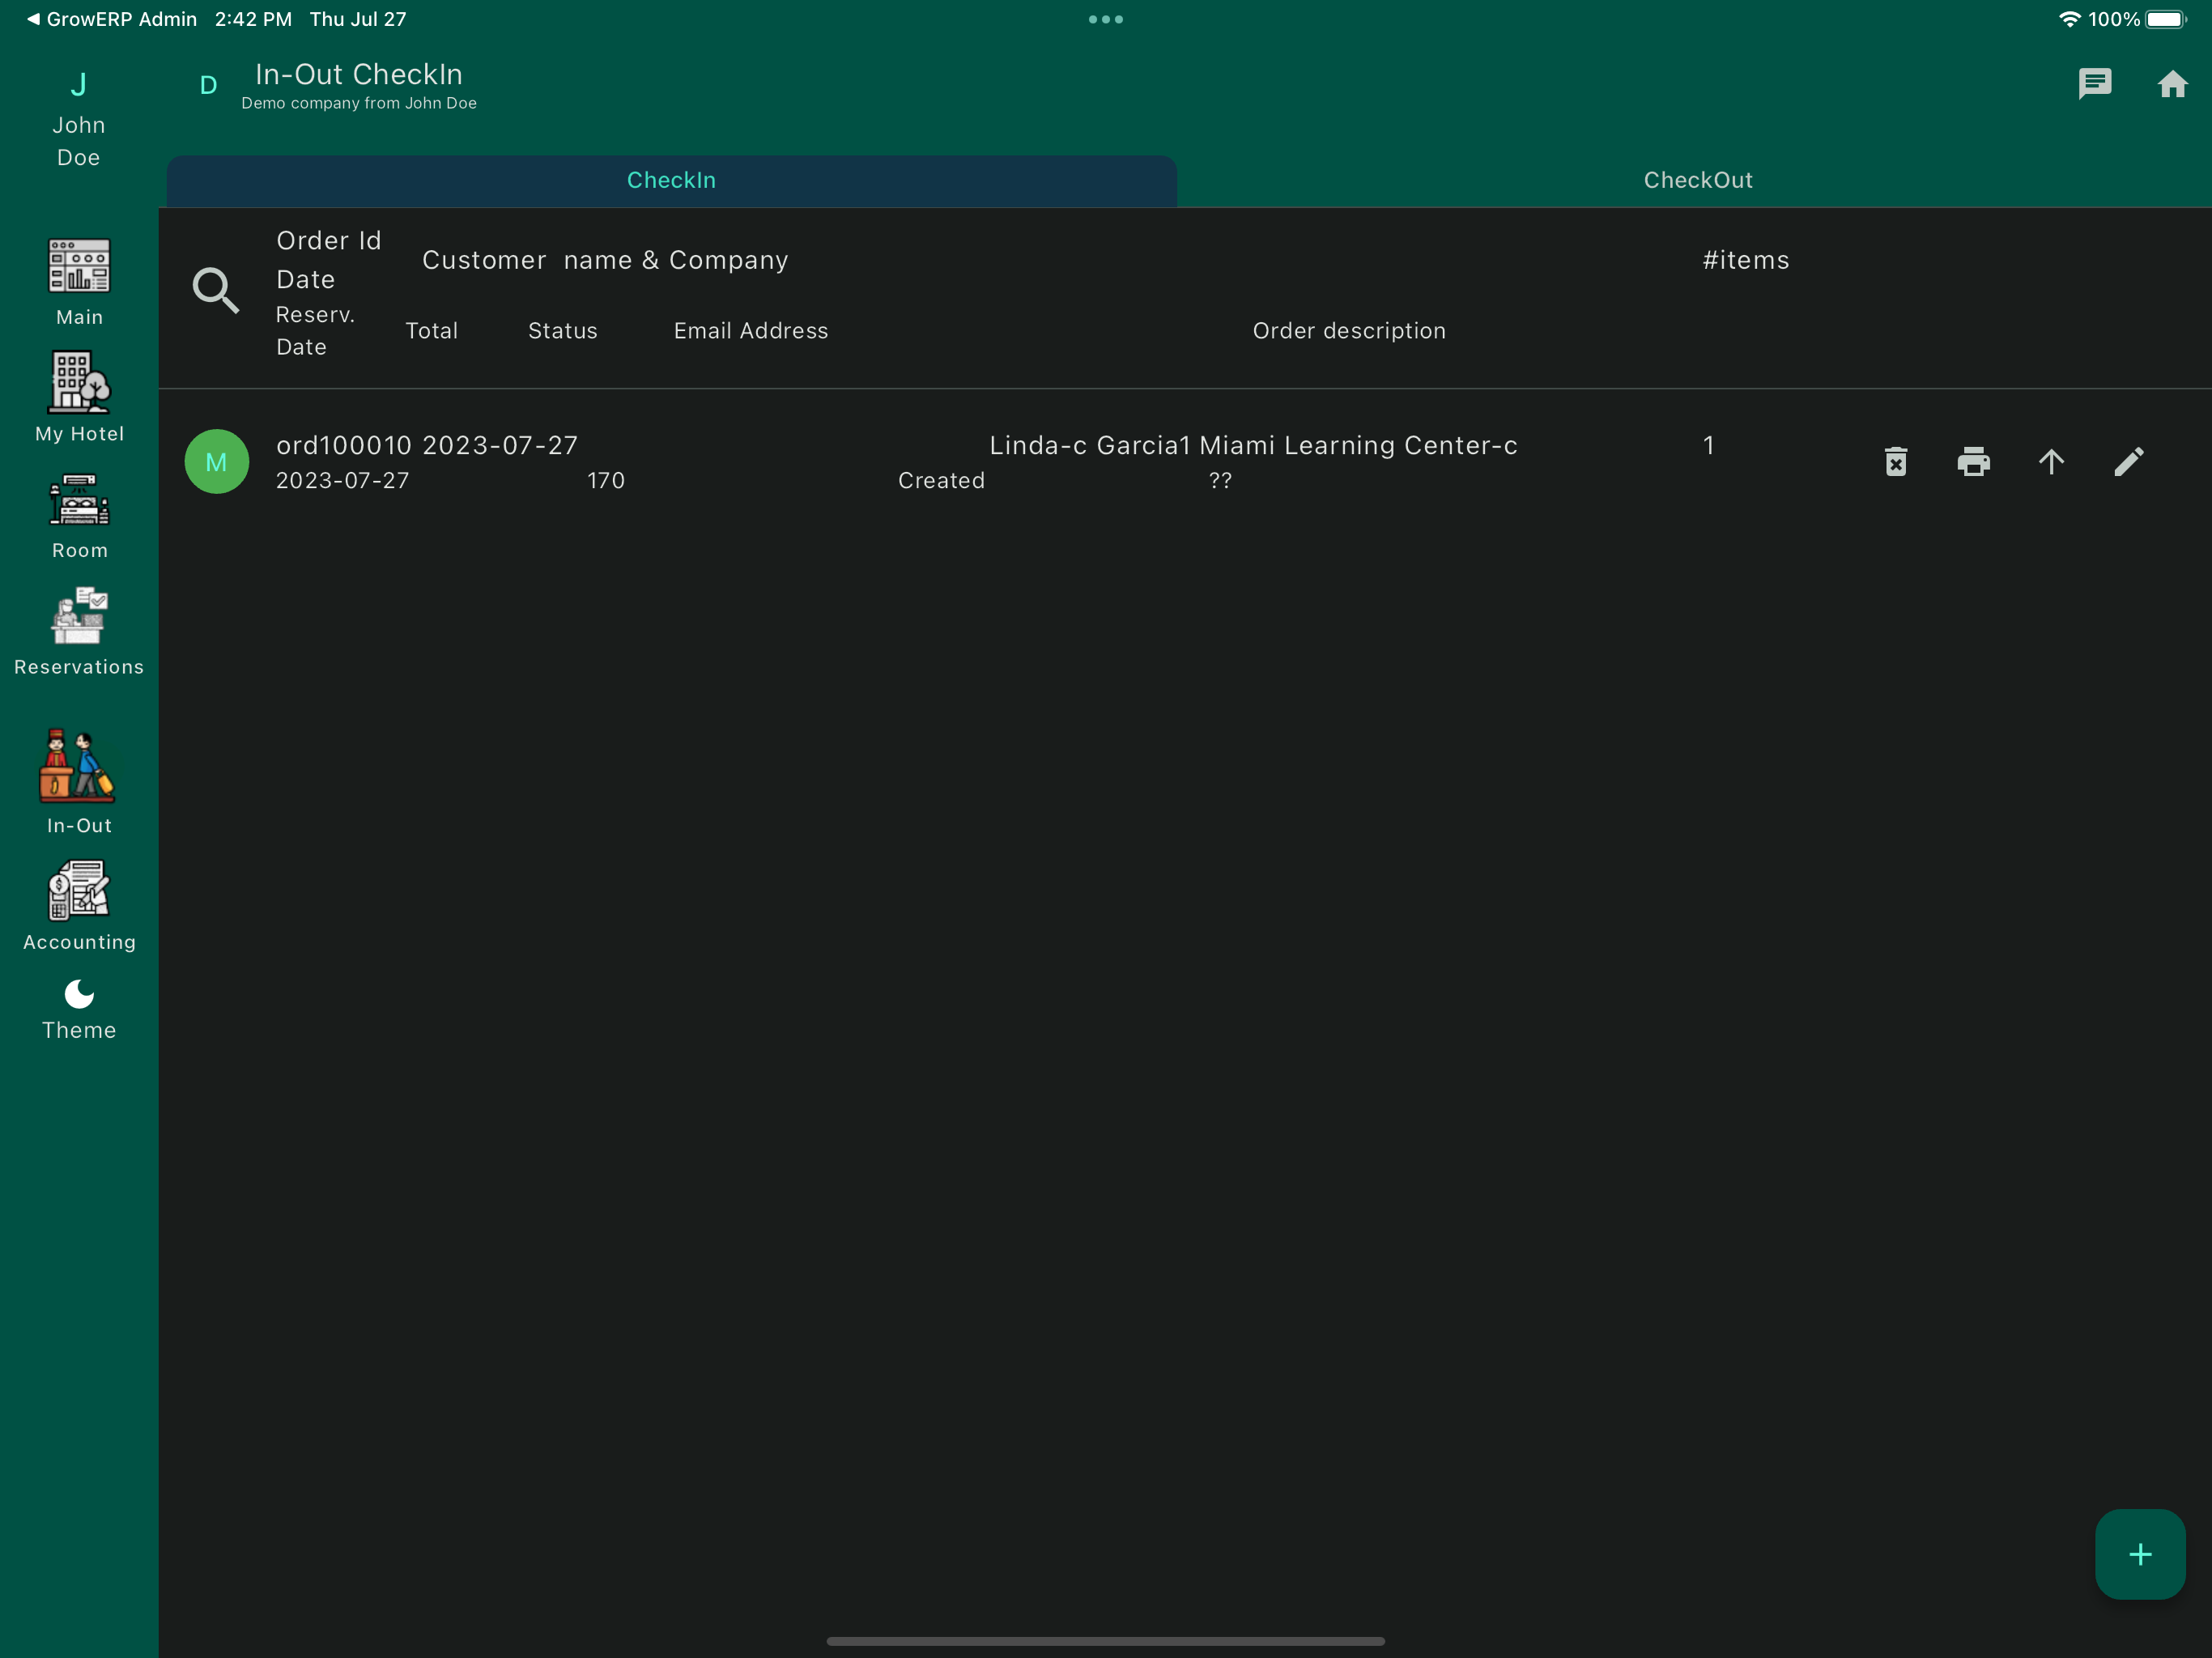 GrowERP Admin 2:42 PM Thu Jul 27
100%
J
John
Doe
D
In-Out CheckIn
Demo company from John Doe
CheckIn
CheckOut
Order Id
Date
Customer  name & Company
#items
Reserv.
Date
Total
Status
Email Address
Order description
M
ord100010 2023-07-27
Linda-c Garcia1 Miami Learning Center-c
1
2023-07-27
170
Created
??
Main
My Hotel
Room
Reservations
In-Out
Accounting
Theme
+